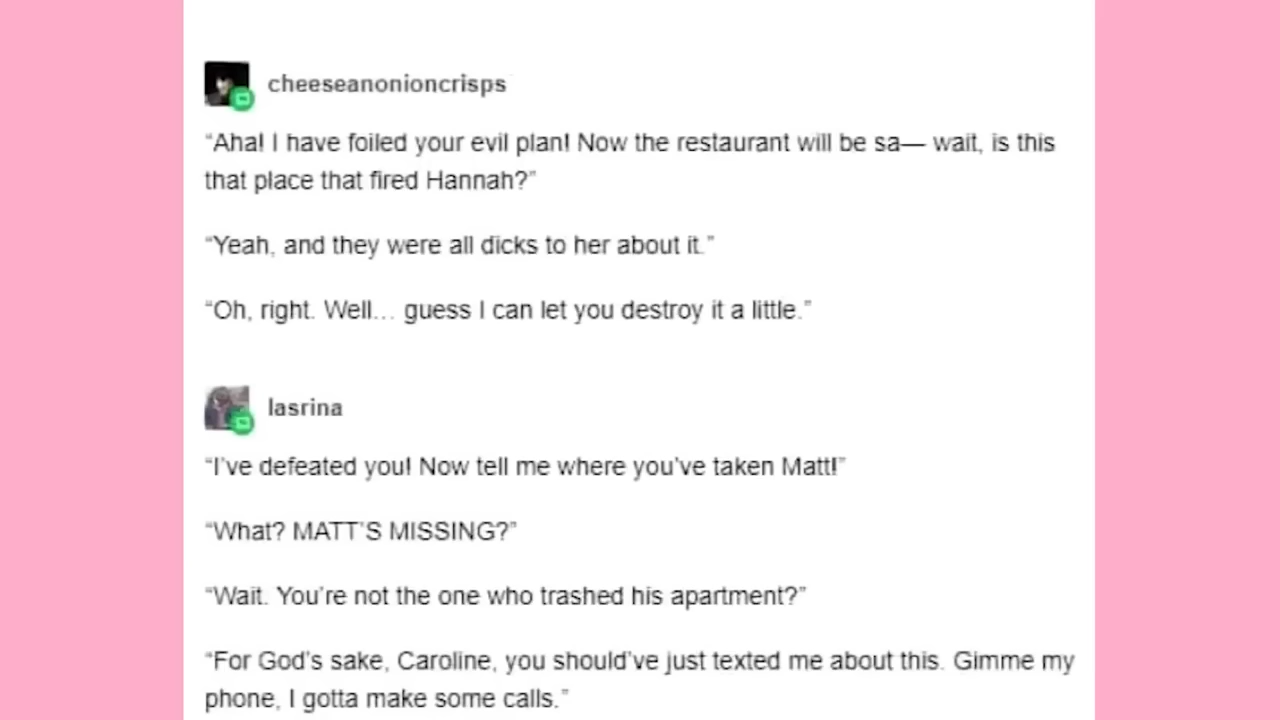 cheeseanonioncrisps
“Aha! I have foiled your evil plan! Now the restaurant will be sa— wait, is this
that place that fired Hannah?”
“Yeah, and they were all dicks to her about it.”
“Oh, right. Well… guess I can let you destroy it a little.”
lasrina
“I’ve defeated you! Now tell me where you’ve taken Matt!”
“What? MATT’S MISSING?”
“Wait. You’re not the one who trashed his apartment?”
“For God’s sake, Caroline, you should’ve just texted me about this. Gimme my
phone, I gotta make some calls.”